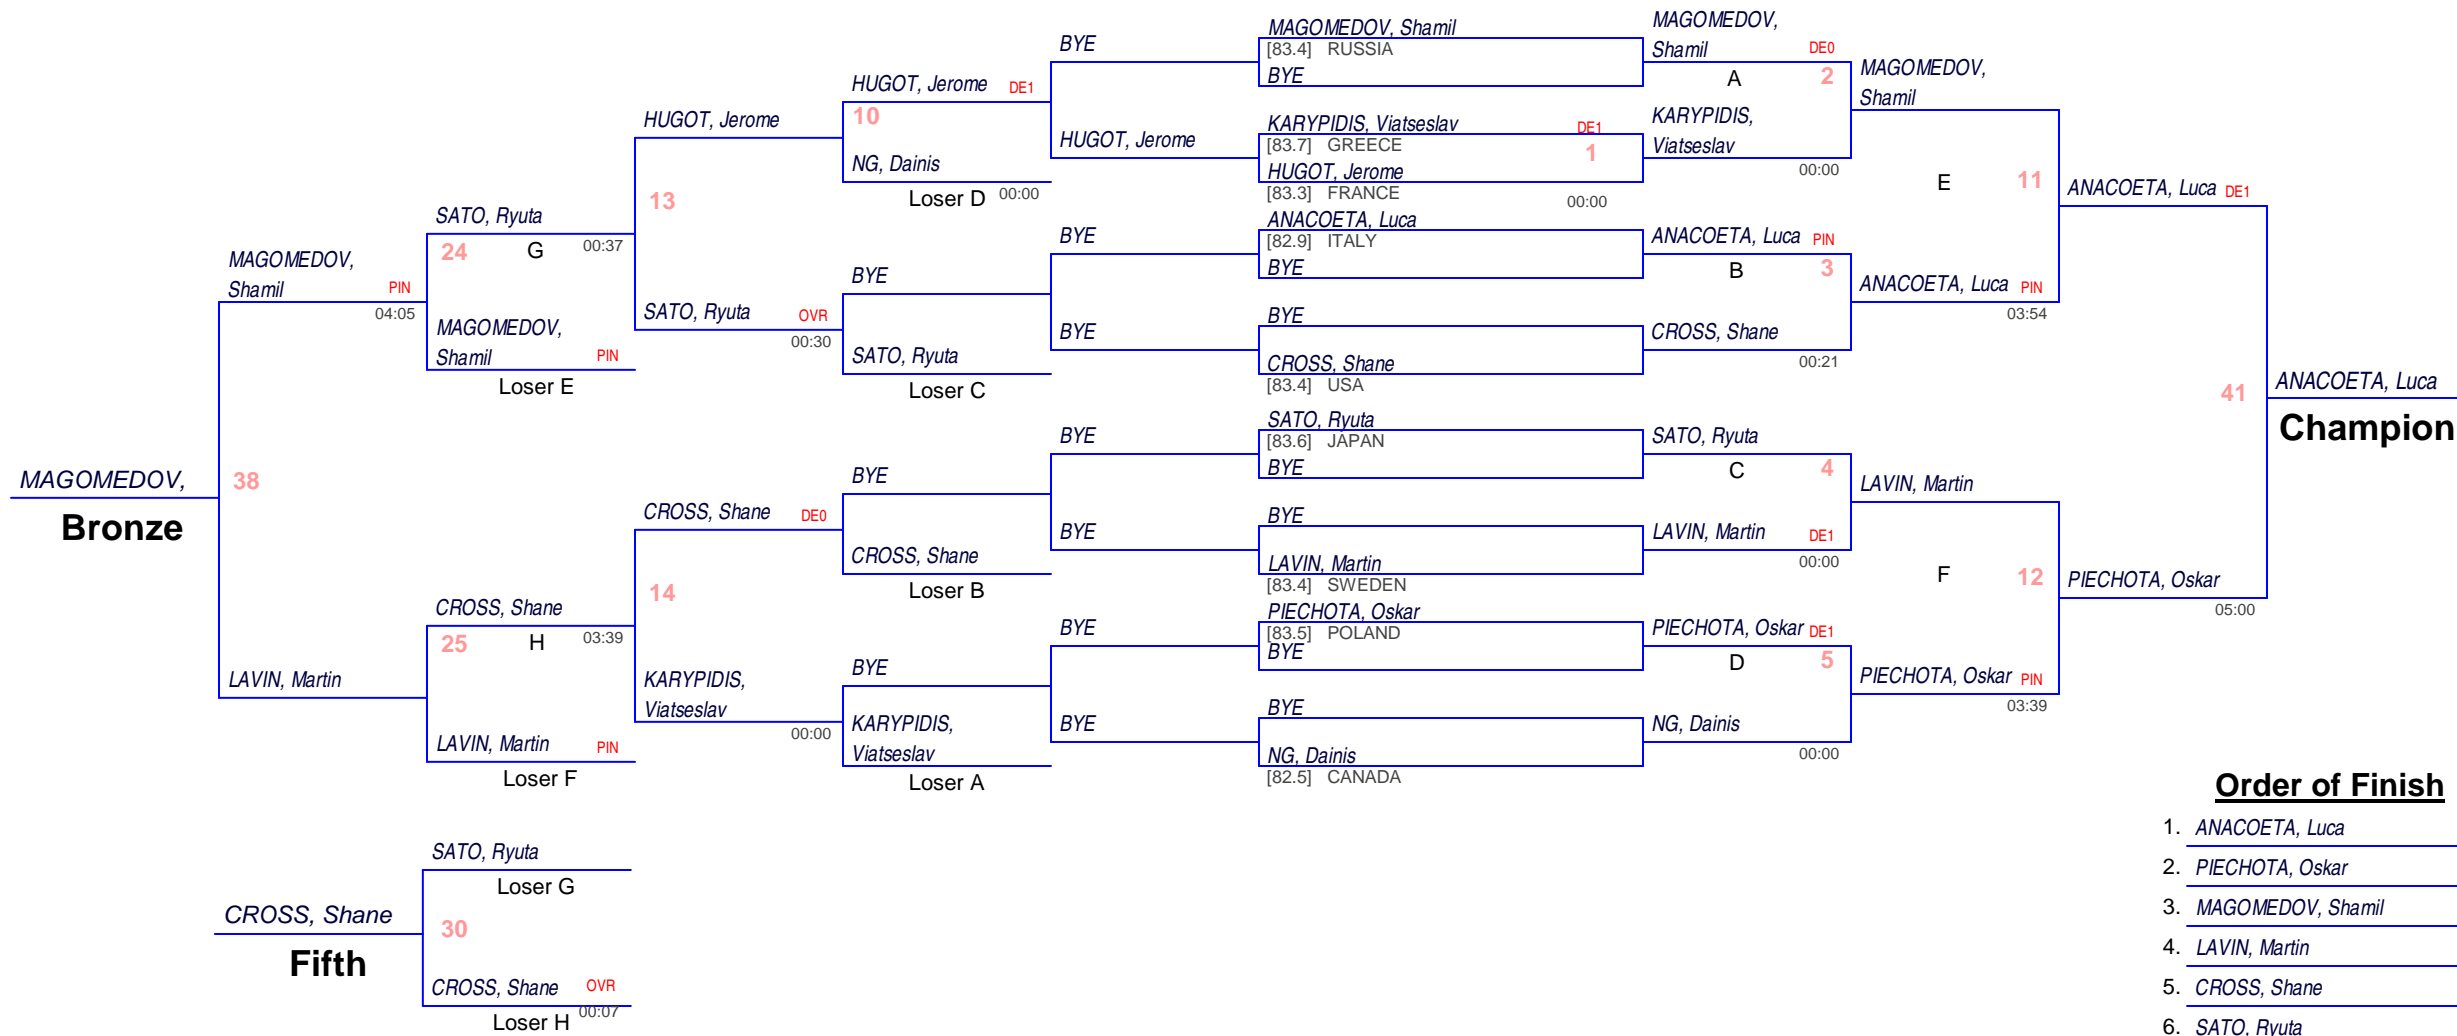 MAGOMEDOV,
Bronze
38
MAGOMEDOV,
Shamil
PIN
04:05
LAVIN, Martin
SATO, Ryuta
24
G
00:37
MAGOMEDOV,
Shamil
PIN
Loser E
CROSS, Shane
25
H
03:39
LAVIN, Martin
PIN
Loser F
HUGOT, Jerome
13
SATO, Ryuta
OVR
00:30
CROSS, Shane
DE0
14
KARYPIDIS,
Viatseslav
00:00
HUGOT, Jerome
DE1
10
NG, Dainis
Loser D
00:00
BYE
SATO, Ryuta
Loser C
BYE
CROSS, Shane
Loser B
BYE
KARYPIDIS,
Viatseslav
Loser A
BYE
HUGOT, Jerome
BYE
BYE
BYE
BYE
BYE
BYE
MAGOMEDOV, Shamil
[83.4] RUSSIA
BYE
KARYPIDIS, Viatseslav
DE1
[83.7] GREECE
1
HUGOT, Jerome
[83.3] FRANCE
00:00
ANACOETA, Luca
[82.9] ITALY
BYE
BYE
CROSS, Shane
[83.4] USA
SATO, Ryuta
[83.6] JAPAN
BYE
BYE
LAVIN, Martin
[83.4] SWEDEN
PIECHOTA, Oskar
[83.5] POLAND
BYE
BYE
NG, Dainis
[82.5] CANADA
MAGOMEDOV,
Shamil
DE0
A
2
KARYPIDIS,
Viatseslav
00:00
ANACOETA, Luca
PIN
B
3
CROSS, Shane
00:21
SATO, Ryuta
C
4
LAVIN, Martin
DE1
00:00
PIECHOTA, Oskar
DE1
D
5
NG, Dainis
00:00
MAGOMEDOV,
Shamil
E
11
ANACOETA, Luca
PIN
03:54
LAVIN, Martin
F
12
PIECHOTA, Oskar
PIN
03:39
ANACOETA, Luca
DE1
41
PIECHOTA, Oskar
05:00
ANACOETA, Luca
Champion
CROSS, Shane
Fifth
SATO, Ryuta
Loser G
30
CROSS, Shane
OVR
Loser H
00:07
Order of Finish
1. ANACOETA, Luca
2. PIECHOTA, Oskar
3. MAGOMEDOV, Shamil
4. LAVIN, Martin
5. CROSS, Shane
6. SATO, Ryuta